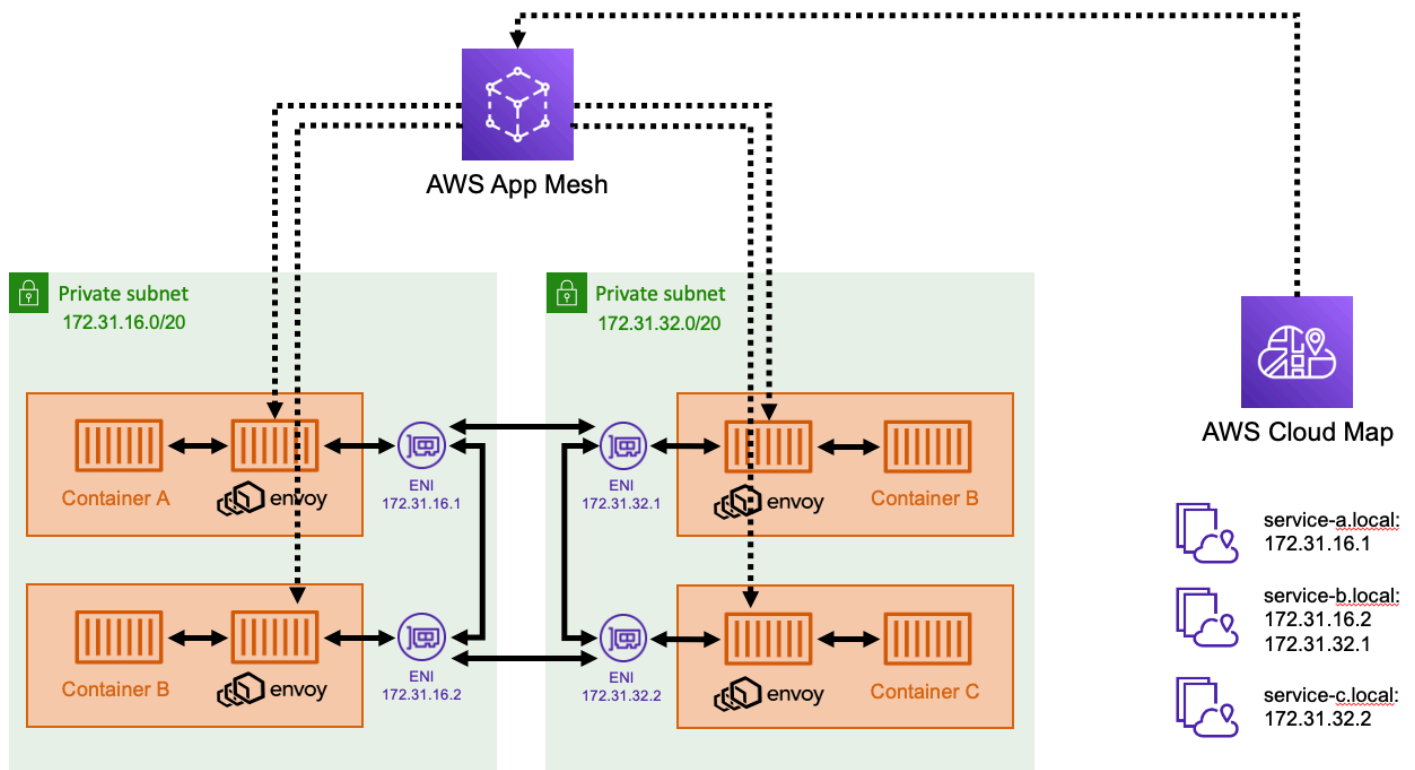 AWS App Mesh
Private subnet
172.31.16.0/20
Private subnet
172.31.32.0/20
Container A
envoy
ENI
172.31.16.1
ENI
172.31.32.1
envoy
Container B
Container B
envoy
ENI
172.31.16.2
ENI
172.31.32.2
envoy
Container C
AWS Cloud Map
service-a.local:
172.31.16.1
service-b.local:
172.31.16.2
172.31.32.1
service-c.local:
172.31.32.2